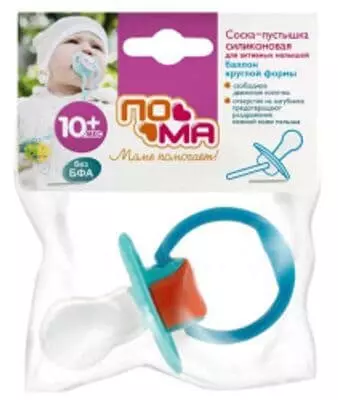 Соска-пустышка
силиконовая
для активных малышей
баллон
круглой формы
свободное
движение колечка
отверстия на загубнике
предотвращают
раздражение
нежной кожи малыша
10+
мес
ПОМА
Маме помогает!
без
БФА